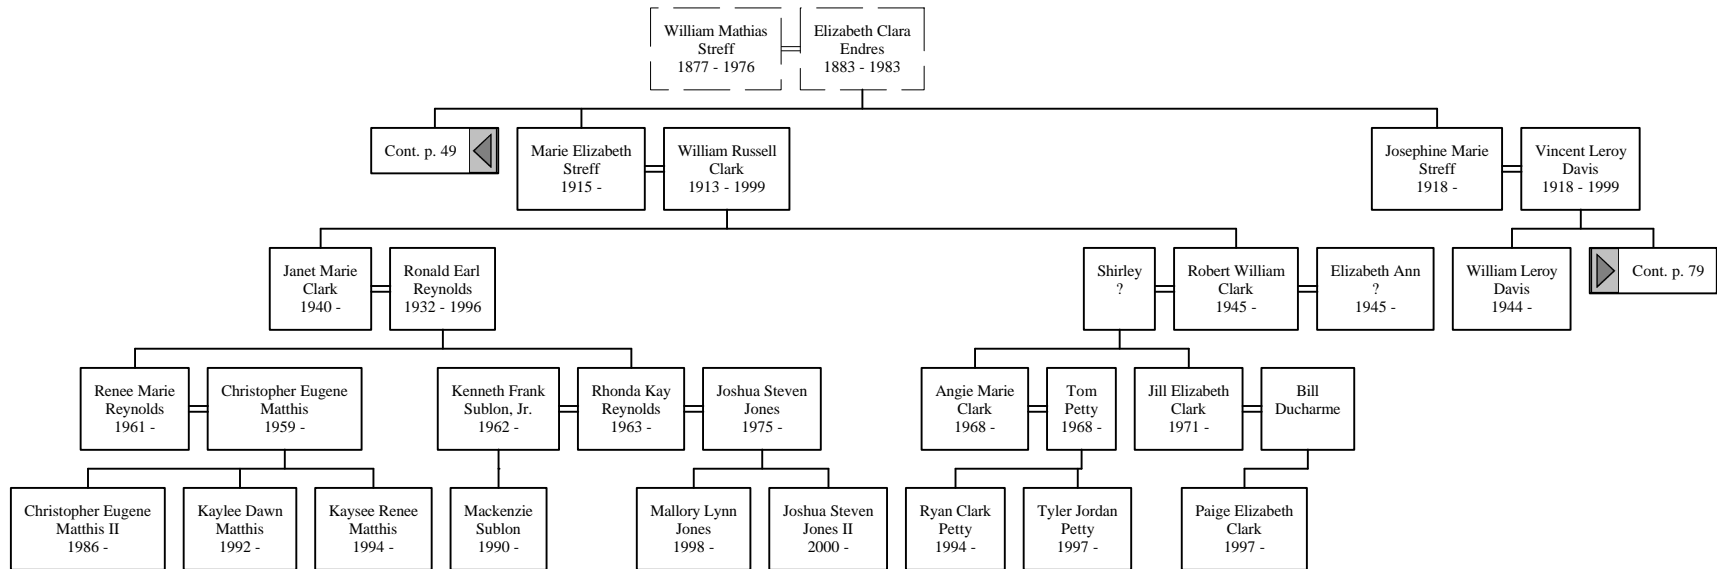 William Mathias
Streff
1877 - 1976
Elizabeth Clara
Endres
1883 - 1983
Cont. p. 49
Marie Elizabeth
Streff
1915 -
William Russell
Clark
1913 - 1999
Josephine Marie
Streff
1918 -
Vincent Leroy
Davis
1918 - 1999
Janet Marie
Clark
1940 -
Ronald Earl
Reynolds
1932 - 1996
Shirley
?
Robert William
Clark
1945 -
Elizabeth Ann
?
1945 -
William Leroy
Davis
1944 -
Cont. p. 79
Renee Marie
Reynolds
1961 -
Christopher Eugene
Matthis
1959 -
Kenneth Frank
Sublon, Jr.
1962 -
Rhonda Kay
Reynolds
1963 -
Joshua Steven
Jones
1975 -
Angie Marie
Clark
1968 -
Tom
Petty
1968 -
Jill Elizabeth
Clark
1971 -
Bill
Ducharme
Christopher Eugene
Matthis II
1986 -
Kaylee Dawn
Matthis
1992 -
Kaysee Renee
Matthis
1994 -
Mackenzie
Sublon
1990 -
Mallory Lynn
Jones
1998 -
Joshua Steven
Jones II
2000 -
Ryan Clark
Petty
1994 -
Tyler Jordan
Petty
1997 -
Paige Elizabeth
Clark
1997 -